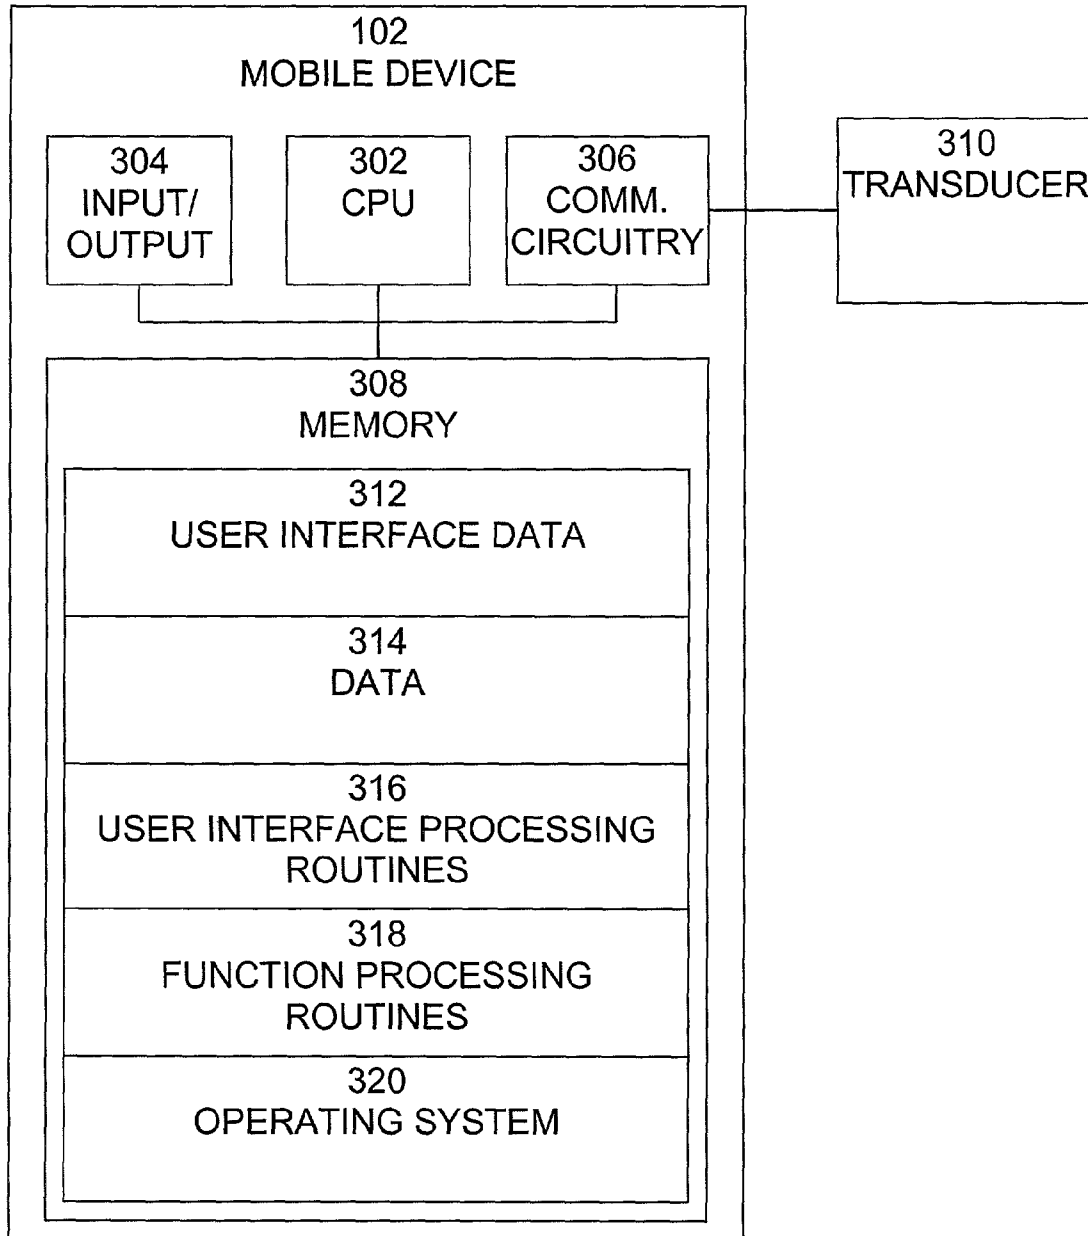 102
MOBILE DEVICE
304
INPUT/
OUTPUT
302
CPU
306
COMM.
CIRCUITRY
310
TRANSDUCER
308
MEMORY
312
USER INTERFACE DATA
314
DATA
316
USER INTERFACE PROCESSING
ROUTINES
318
FUNCTION PROCESSING
ROUTINES
320
OPERATING SYSTEM